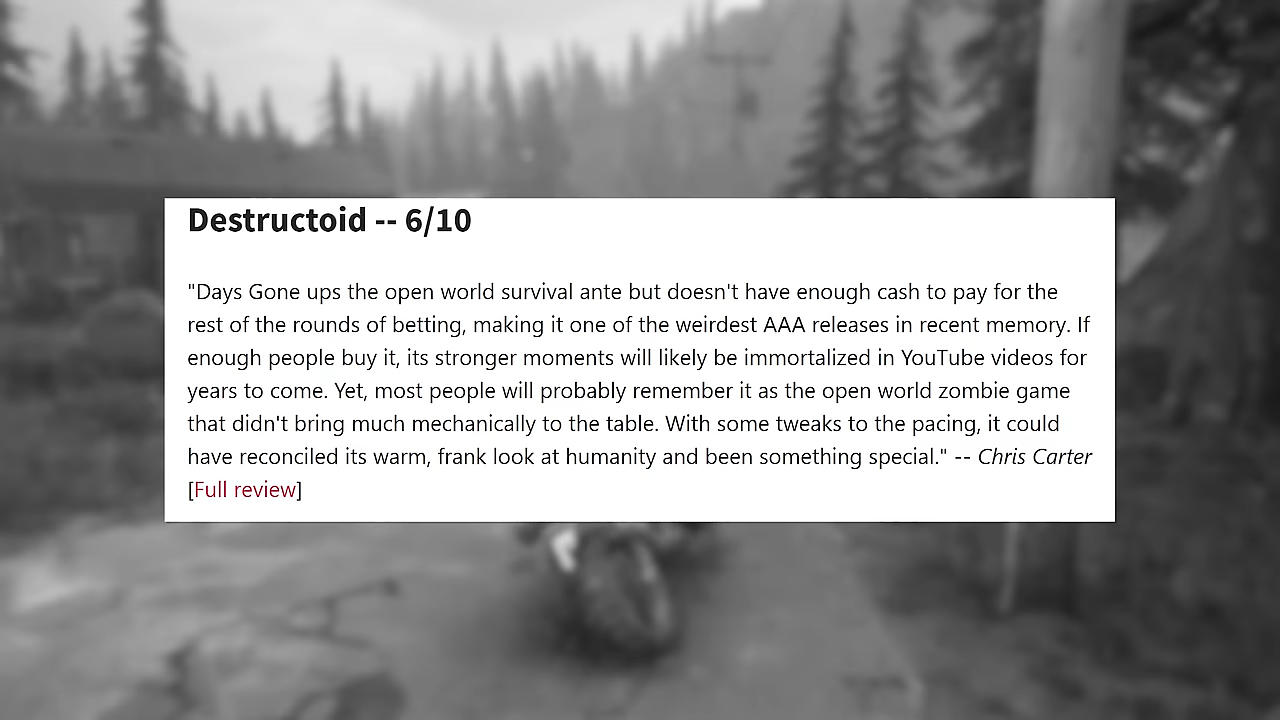 Destructoid -- 6/10
"Days Gone ups the open world survival ante but doesn't have enough cash to pay for the
rest of the rounds of betting, making it one of the weirdest AAA releases in recent memory. If
enough people buy it, its stronger moments will likely be immortalized in YouTube videos for
years to come. Yet, most people will probably remember it as the open world zombie game
that didn't bring much mechanically to the table. With some tweaks to the pacing, it could
have reconciled its warm, frank look at humanity and been something special." -- Chris Carter
[Full review]